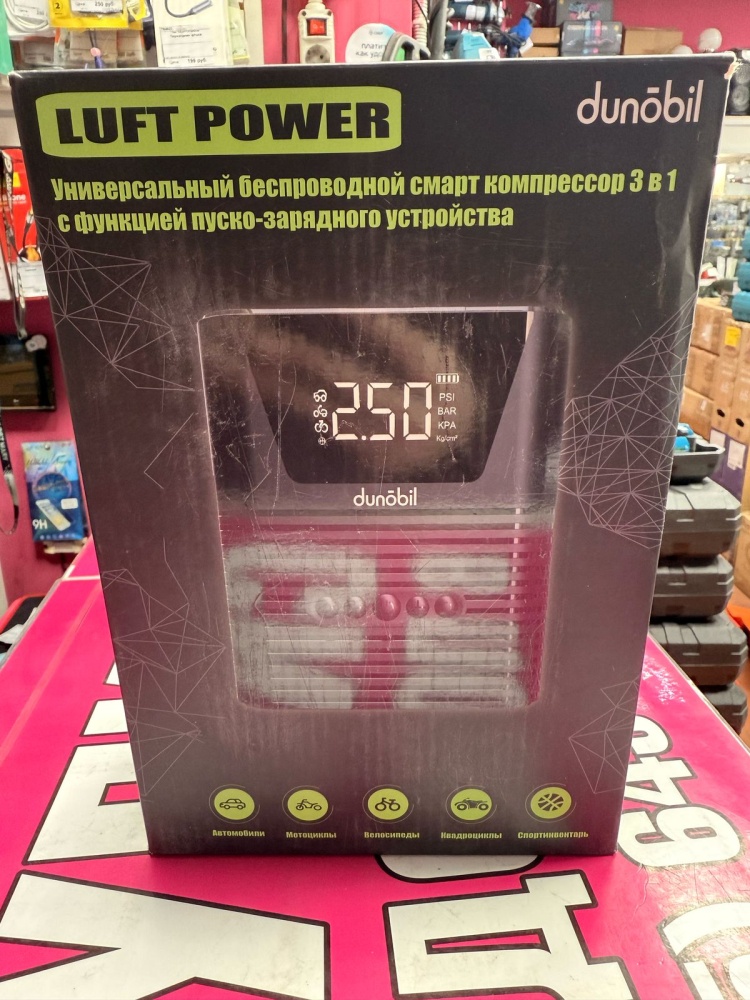 LUFT POWER
dunōbil
Универсальный беспроводной смарт компрессор 3 в 1
с функцией пуско-зарядного устройства
2.50
PSI
BAR
KPA
Kg/cm²
dunōbil
9H
Автомобили
Мотоциклы
Велосипеды
Квадроциклы
Спортинвентарь